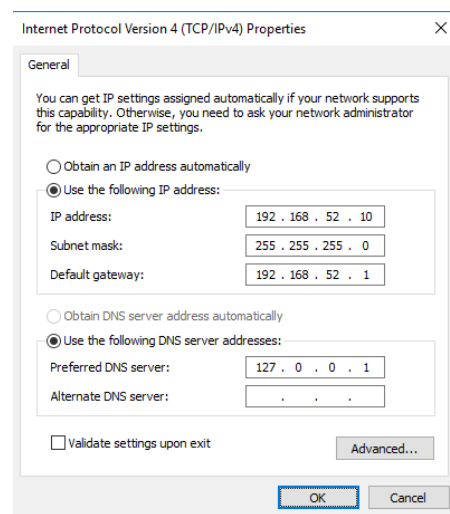 Internet Protocol Version 4 (TCP/IPv4) Properties
General
You can get IP settings assigned automatically if your network supports
this capability. Otherwise, you need to ask your network administrator
for the appropriate IP settings.
Obtain an IP address automatically
Use the following IP address:
IP address: 192 . 168 . 52 . 10
Subnet mask: 255 . 255 . 255 . 0
Default gateway: 192 . 168 . 52 . 1
Obtain DNS server address automatically
Use the following DNS server addresses:
Preferred DNS server: 127 . 0 . 0 . 1
Alternate DNS server: . . .
Validate settings upon exit
Advanced...
OK Cancel